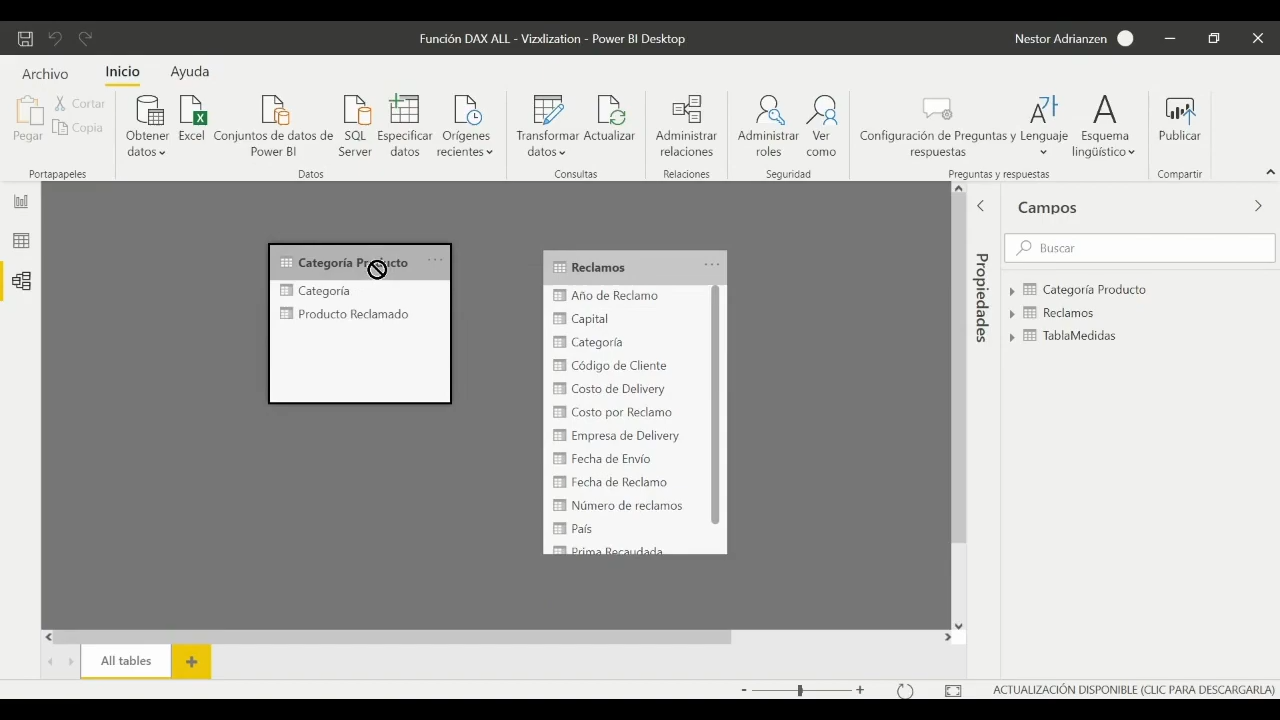 Función DAX ALL - Vizxlization - Power BI Desktop
Nestor Adrianzen
Archivo
Inicio
Ayuda
Pegar
Cortar
Copia
Portapapeles
Obtener
datos
Excel
Conjuntos de datos de
Power BI
SQL
Server
Especificar
datos
Orígenes
recientes
Datos
Transformar
datos
Actualizar
Consultas
Administrar
relaciones
Relaciones
Administrar
roles
Ver
como
Seguridad
Configuración de Preguntas y
respuestas
Lenguaje
Esquema
lingüístico
Preguntas y respuestas
Publicar
Compartir
Categoría Producto
Categoría
Producto Reclamado
Reclamos
Año de Reclamo
Capital
Categoría
Código de Cliente
Costo de Delivery
Costo por Reclamo
Empresa de Delivery
Fecha de Envío
Fecha de Reclamo
Número de reclamos
País
Prima Recaudada
Propiedades
Campos
Buscar
Categoría Producto
Reclamos
TablaMedidas
All tables
ACTUALIZACIÓN DISPONIBLE (CLIC PARA DESCARGARLA)